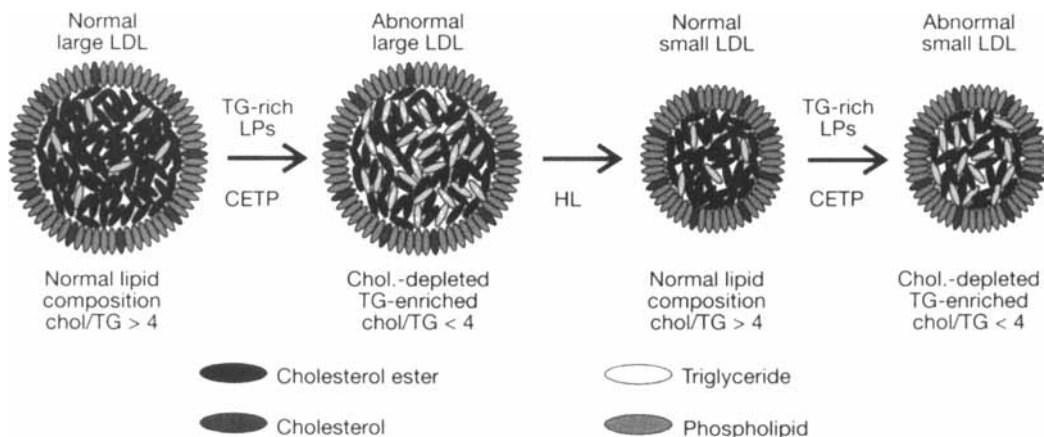 Normal
large LDL
Abnormal
large LDL
Normal
small LDL
Abnormal
small LDL
TG-rich
LPs
CETP
HL
TG-rich
LPs
CETP
Normal lipid
composition
chol/TG > 4
Chol.-depleted
TG-enriched
chol/TG < 4
Normal lipid
composition
chol/TG > 4
Chol.-depleted
TG-enriched
chol/TG < 4
Cholesterol ester
Triglyceride
Cholesterol
Phospholipid